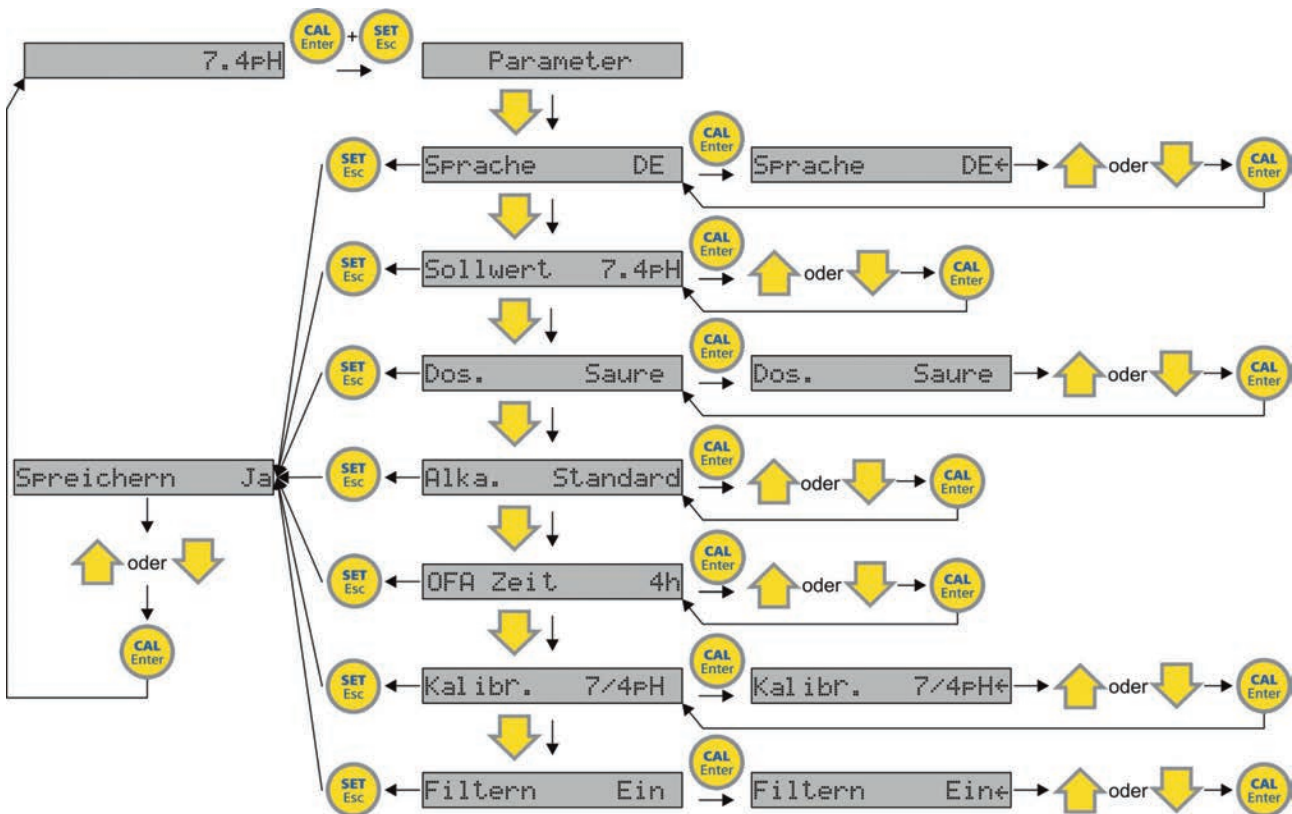 7.4pH
CAL Enter + SET Esc
Parameter
SET Esc
Sprache DE
CAL Enter
Sprache DE←
oder
CAL Enter
SET Esc
Sollwert 7.4pH
CAL Enter
oder
CAL Enter
SET Esc
Dos. Saure
CAL Enter
Dos. Saure
oder
CAL Enter
Spreichern Ja
oder
CAL Enter
SET Esc
Alka. Standard
CAL Enter
oder
CAL Enter
SET Esc
OFA Zeit 4h
CAL Enter
oder
CAL Enter
SET Esc
Kalibr. 7/4pH
CAL Enter
Kalibr. 7/4pH←
oder
CAL Enter
SET Esc
Filtern Ein
CAL Enter
Filtern Ein←
oder
CAL Enter